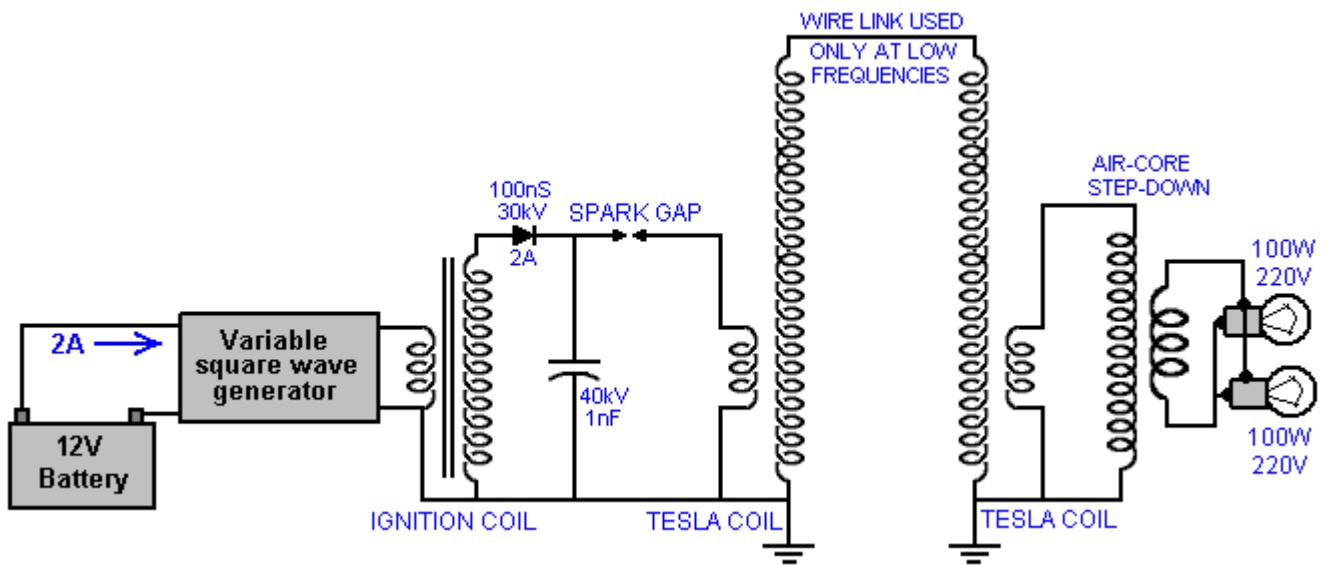 WIRE LINK USED
ONLY AT LOW
FREQUENCIES
AIR-CORE
STEP-DOWN
100nS
30kV
2A
SPARK GAP
100W
220V
2A
Variable
square wave
generator
40kV
1nF
12V
Battery
100W
220V
IGNITION COIL
TESLA COIL
TESLA COIL